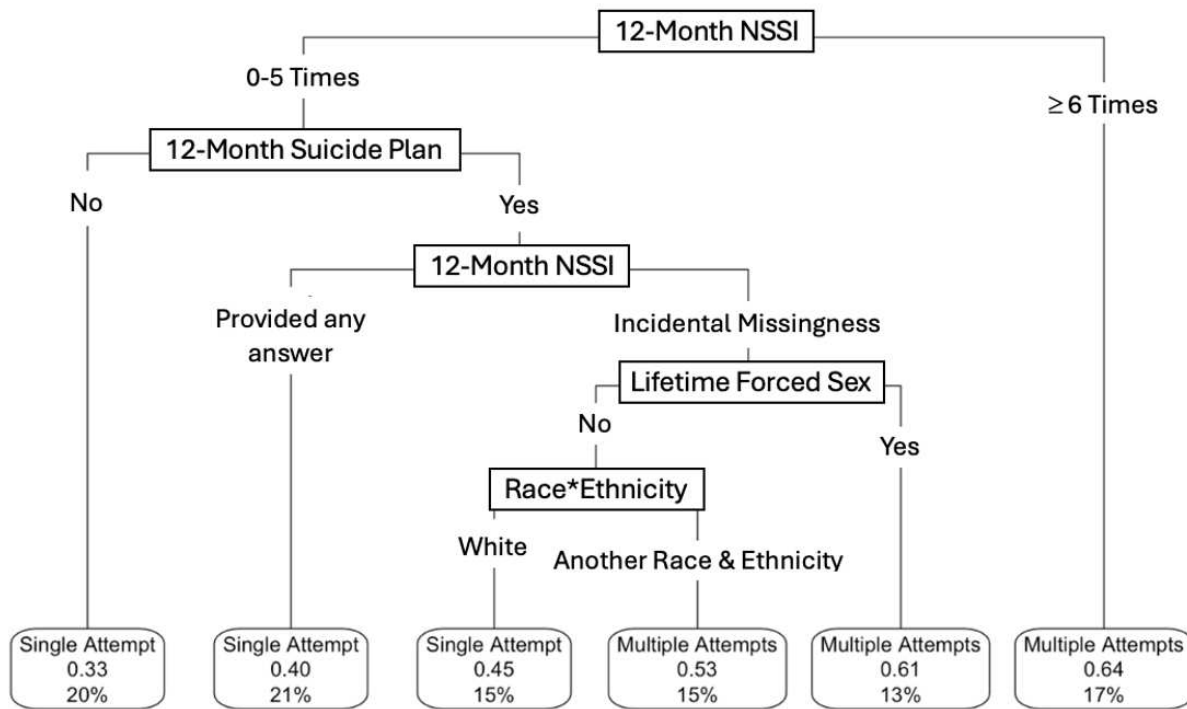 12-Month NSSI
0-5 Times
≥ 6 Times
12-Month Suicide Plan
No
Yes
12-Month NSSI
Provided any
answer
Incidental Missingness
Lifetime Forced Sex
No
Yes
Race*Ethnicity
White
Another Race & Ethnicity
Single Attempt
0.33
20%
Single Attempt
0.40
21%
Single Attempt
0.45
15%
Multiple Attempts
0.53
15%
Multiple Attempts
0.61
13%
Multiple Attempts
0.64
17%